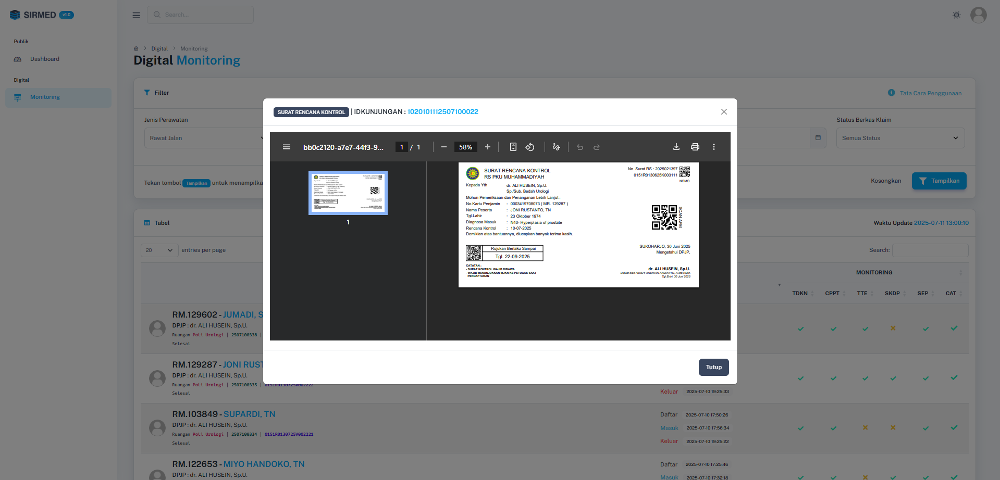 SIRMED v1.0
Search...
Publik
Dashboard
Digital
Monitoring
Digital Monitoring
Digital Monitoring
Filter
Tata Cara Penggunaan
Jenis Perawatan
Rawat Jalan
Status Berkas Klaim
Semua Status
Tekan tombol Tampilkan untuk menampilka
Kosongkan
Tampilkan
Tabel
Waktu Update 2025-07-11 13:00:10
20 entries per page
Search:
MONITORING
TDKN CPPT TTE SKDP SEP CAT
SURAT RENCANA KONTROL | IDKUNJUNGAN : 1020101112507100022
bb0c2120-a7e7-44f3-9... 1 / 1 58%
1
SURAT RENCANA KONTROL
RS PKU MUHAMMADIYAH
No. Surat RS : 2025021397
0151R0130625K003111
NOMO
Kepada Yth dr. ALI HUSEIN, Sp.U.
Sp./Sub. Bedah Urologi
Mohon Pemeriksaan dan Penanganan Lebih Lanjut :
No.Kartu Penjamin : 0003419708073 ( MR. 129287 )
Nama Peserta : JONI RUSTANTO, TN
Tgl.Lahir : 23 Oktober 1974
Diagnosa Masuk : N40- Hyperplasia of prostate
Rencana Kontrol : 10-07-2025
Demikian atas bantuannya, diucapkan banyak terima kasih.
SCAN APM
Rujukan Berlaku Sampai
Tgl. 22-09-2025
SUKOHARJO, 30 Juni 2025
Mengetahui DPJP,
CATATAN :
- SURAT KONTROL WAJIB DIBAWA
- WAJIB MENUNJUKKAN MJKN KE PETUGAS SAAT
PENDAFTARAN
dr. ALI HUSEIN, Sp.U.
Dibuat oleh FENDY ANDRIAN ANDIANTO, A.Md RMIK
Tgl.Entri: 30 Juni 2025
Tutup
RM.129602 - JUMADI, S
DPJP : dr. ALI HUSEIN, Sp.U.
Ruangan Poli Urologi | 2507100338 |
Selesai
RM.129287 - JONI RUST
DPJP : dr. ALI HUSEIN, Sp.U.
Ruangan Poli Urologi | 2507100335 | 0151R0130725V002222
Selesai
Keluar 2025-07-10 19:25:33
RM.103849 - SUPARDI, TN
DPJP : dr. ALI HUSEIN, Sp.U.
Ruangan Poli Urologi | 2507100334 | 0151R0130725V002221
Selesai
Daftar 2025-07-10 17:50:26
Masuk 2025-07-10 17:56:34
Keluar 2025-07-10 19:25:22
RM.122653 - MIYO HANDOKO, TN
DPJP : dr. ALI HUSEIN, Sp.U.
Daftar 2025-07-10 17:25:46
Masuk 2025-07-10 17:32:18